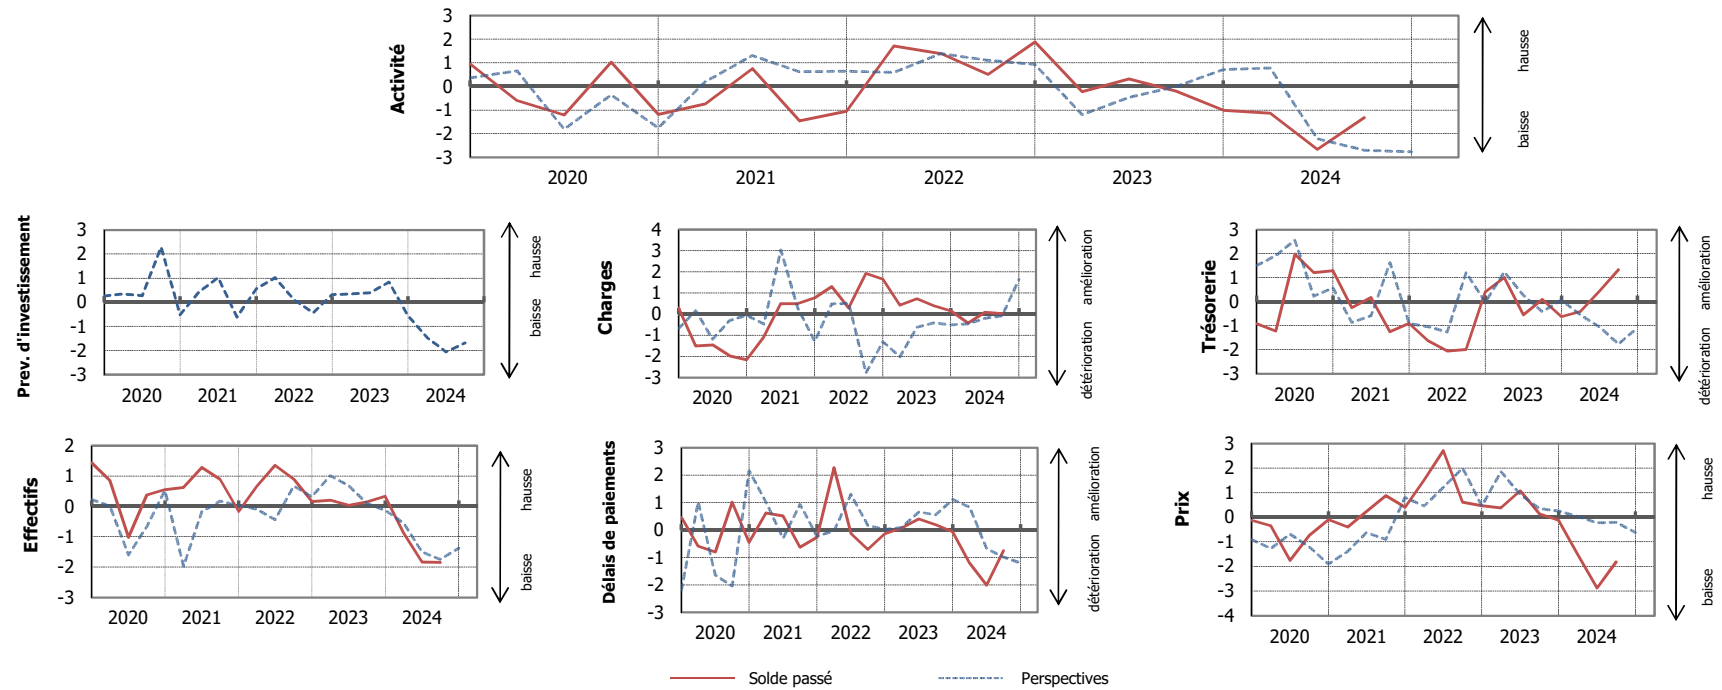 Activité
3
2
1
0
-1
-2
-3
2020 2021 2022 2023 2024
hausse
baisse
Prev. d'investissement
3
2
1
0
-1
-2
-3
2020 2021 2022 2023 2024
hausse
baisse
Charges
4
3
2
1
0
-1
-2
-3
2020 2021 2022 2023 2024
amélioration
détérioration
Trésorerie
3
2
1
0
-1
-2
-3
2020 2021 2022 2023 2024
amélioration
détérioration
Effectifs
2
1
0
-1
-2
-3
2020 2021 2022 2023 2024
hausse
baisse
Délais de paiements
3
2
1
0
-1
-2
-3
2020 2021 2022 2023 2024
amélioration
détérioration
Prix
3
2
1
0
-1
-2
-3
-4
2020 2021 2022 2023 2024
hausse
baisse
Solde passé Perspectives